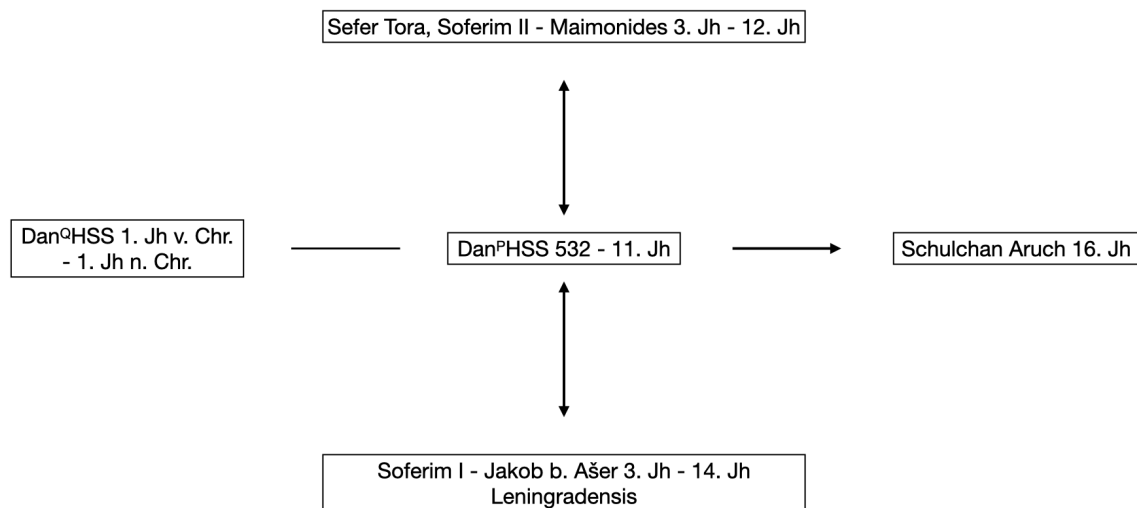 Sefer Tora, Soferim II - Maimonides 3. Jh - 12. Jh
DanᑫHSS 1. Jh v. Chr.
- 1. Jh n. Chr.
DanᴾHSS 532 - 11. Jh
Schulchan Aruch 16. Jh
Soferim I - Jakob b. Ašer 3. Jh - 14. Jh
Leningradensis